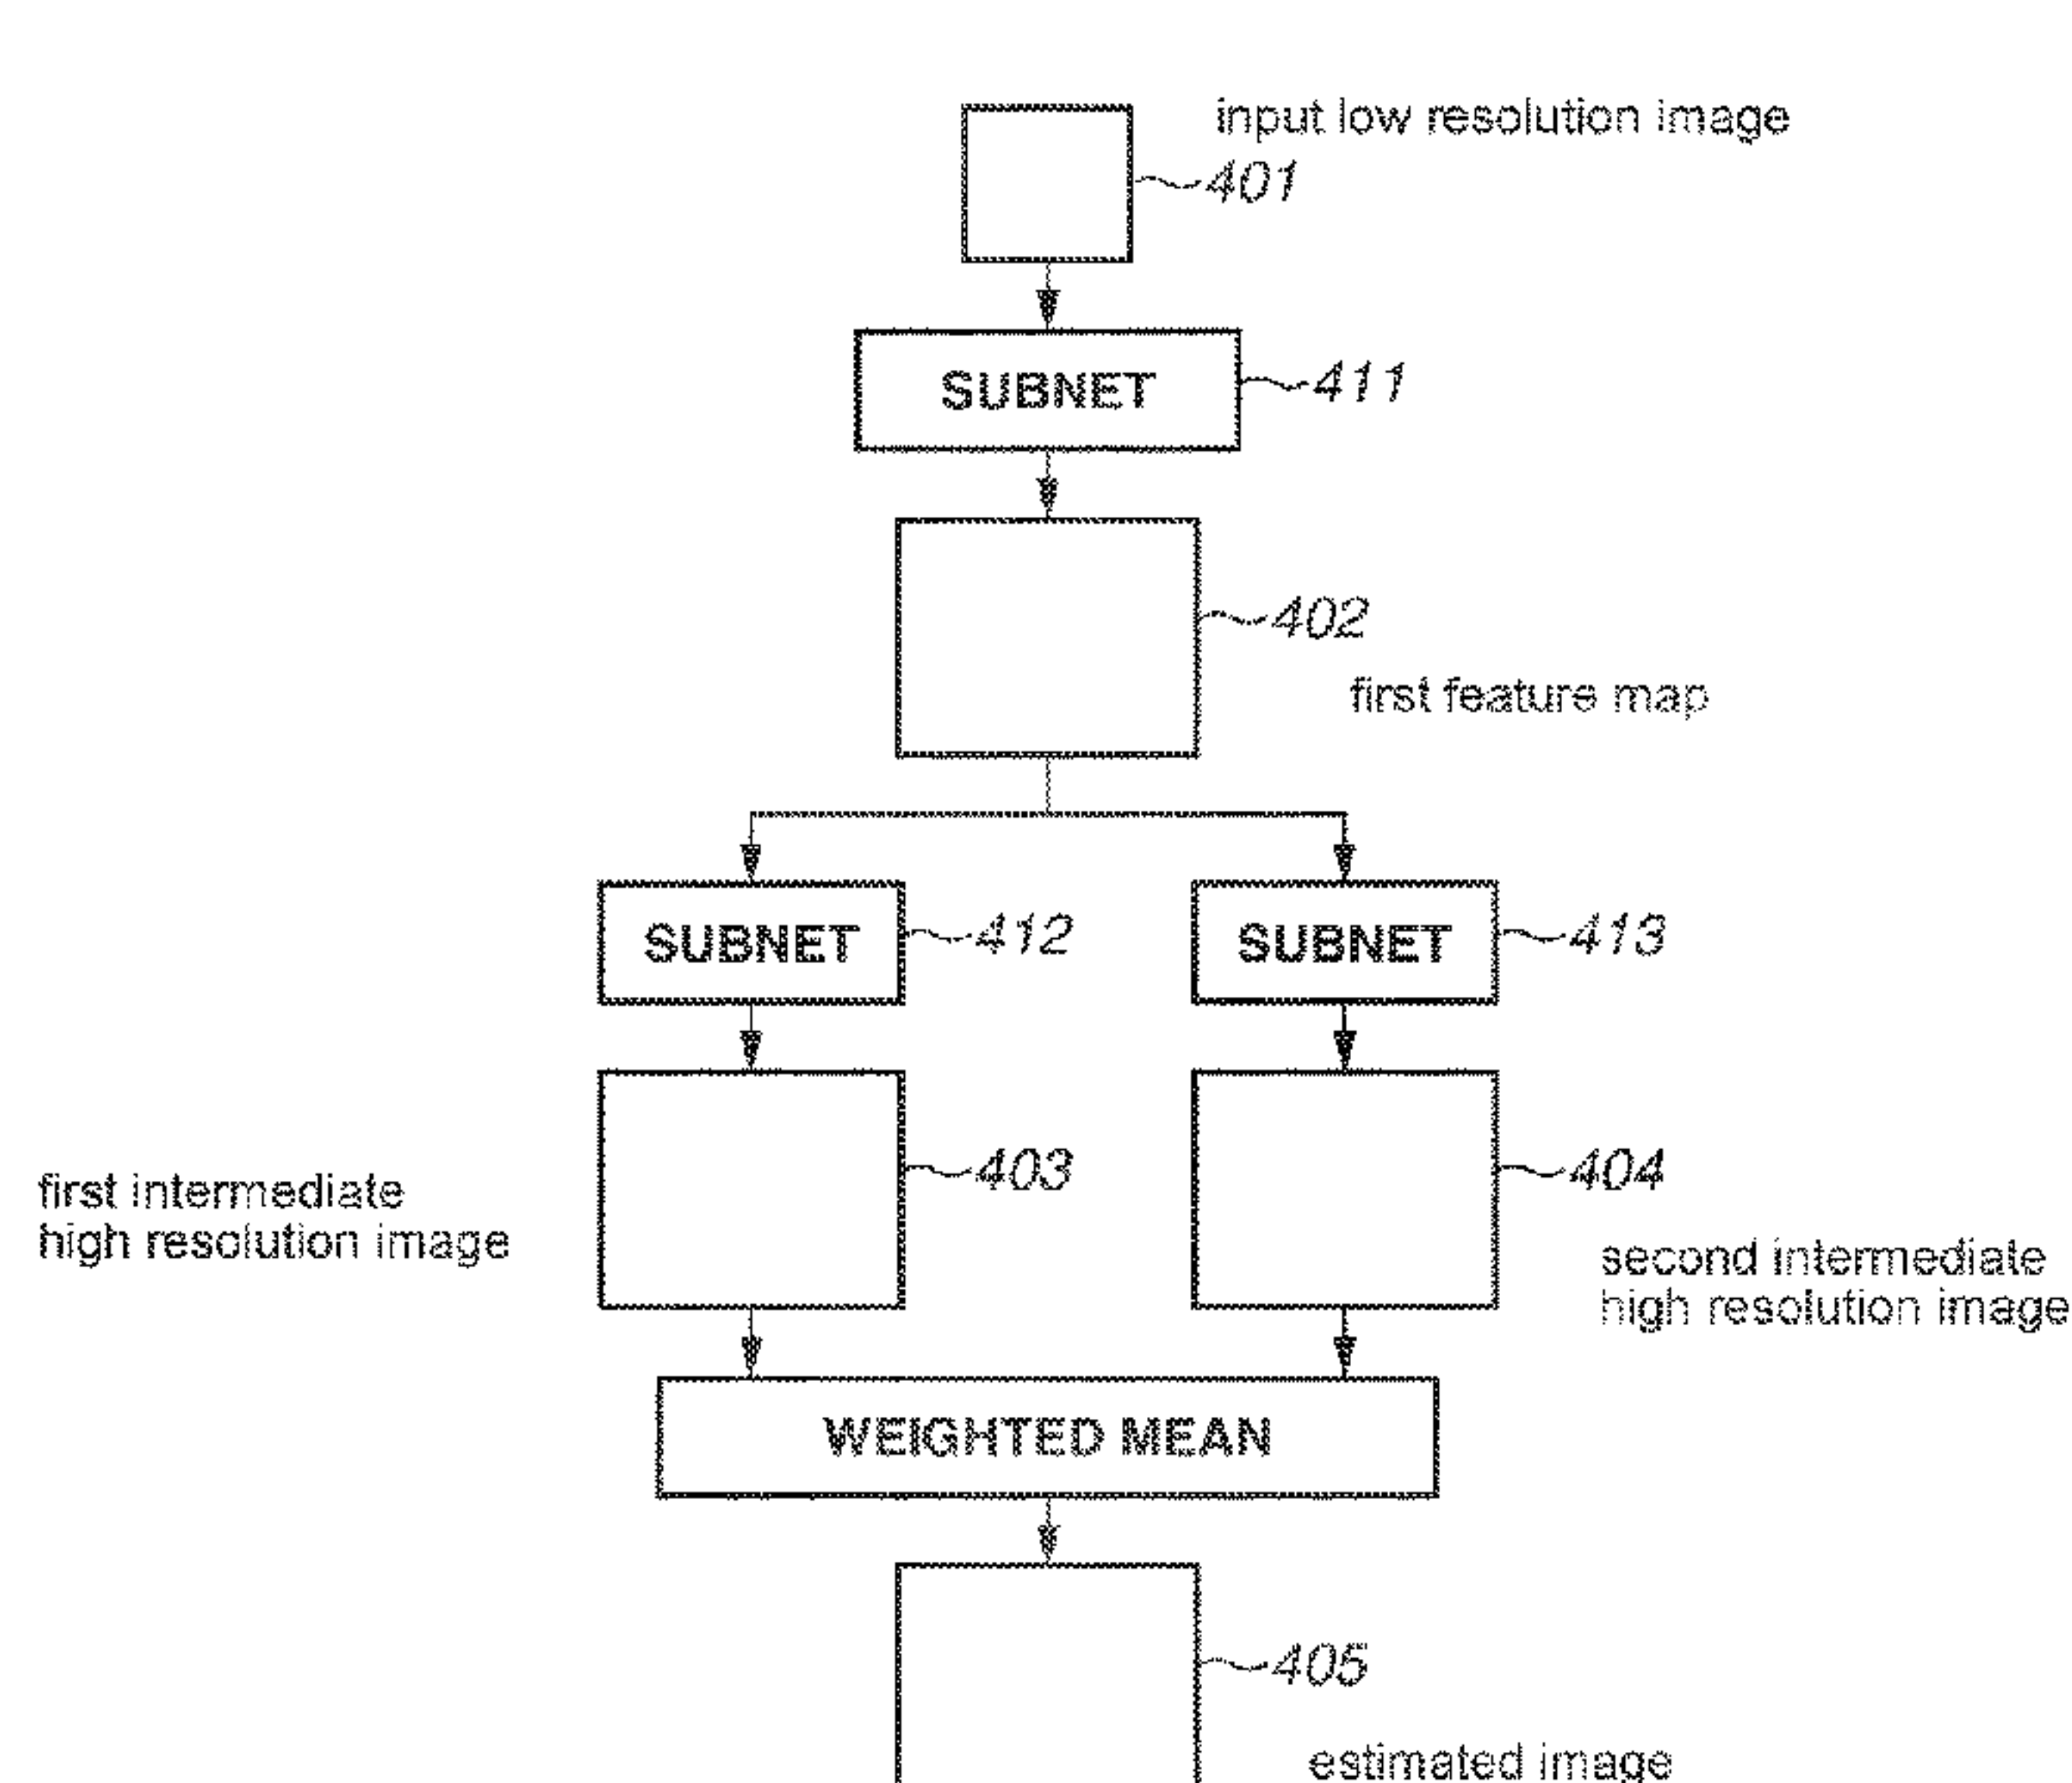 input low resolution image
401
SUBNET
411
402
first feature map
SUBNET
412
SUBNET
413
403
404
first intermediate
high resolution image
second intermediate
high resolution image
WEIGHTED MEAN
405
estimated image